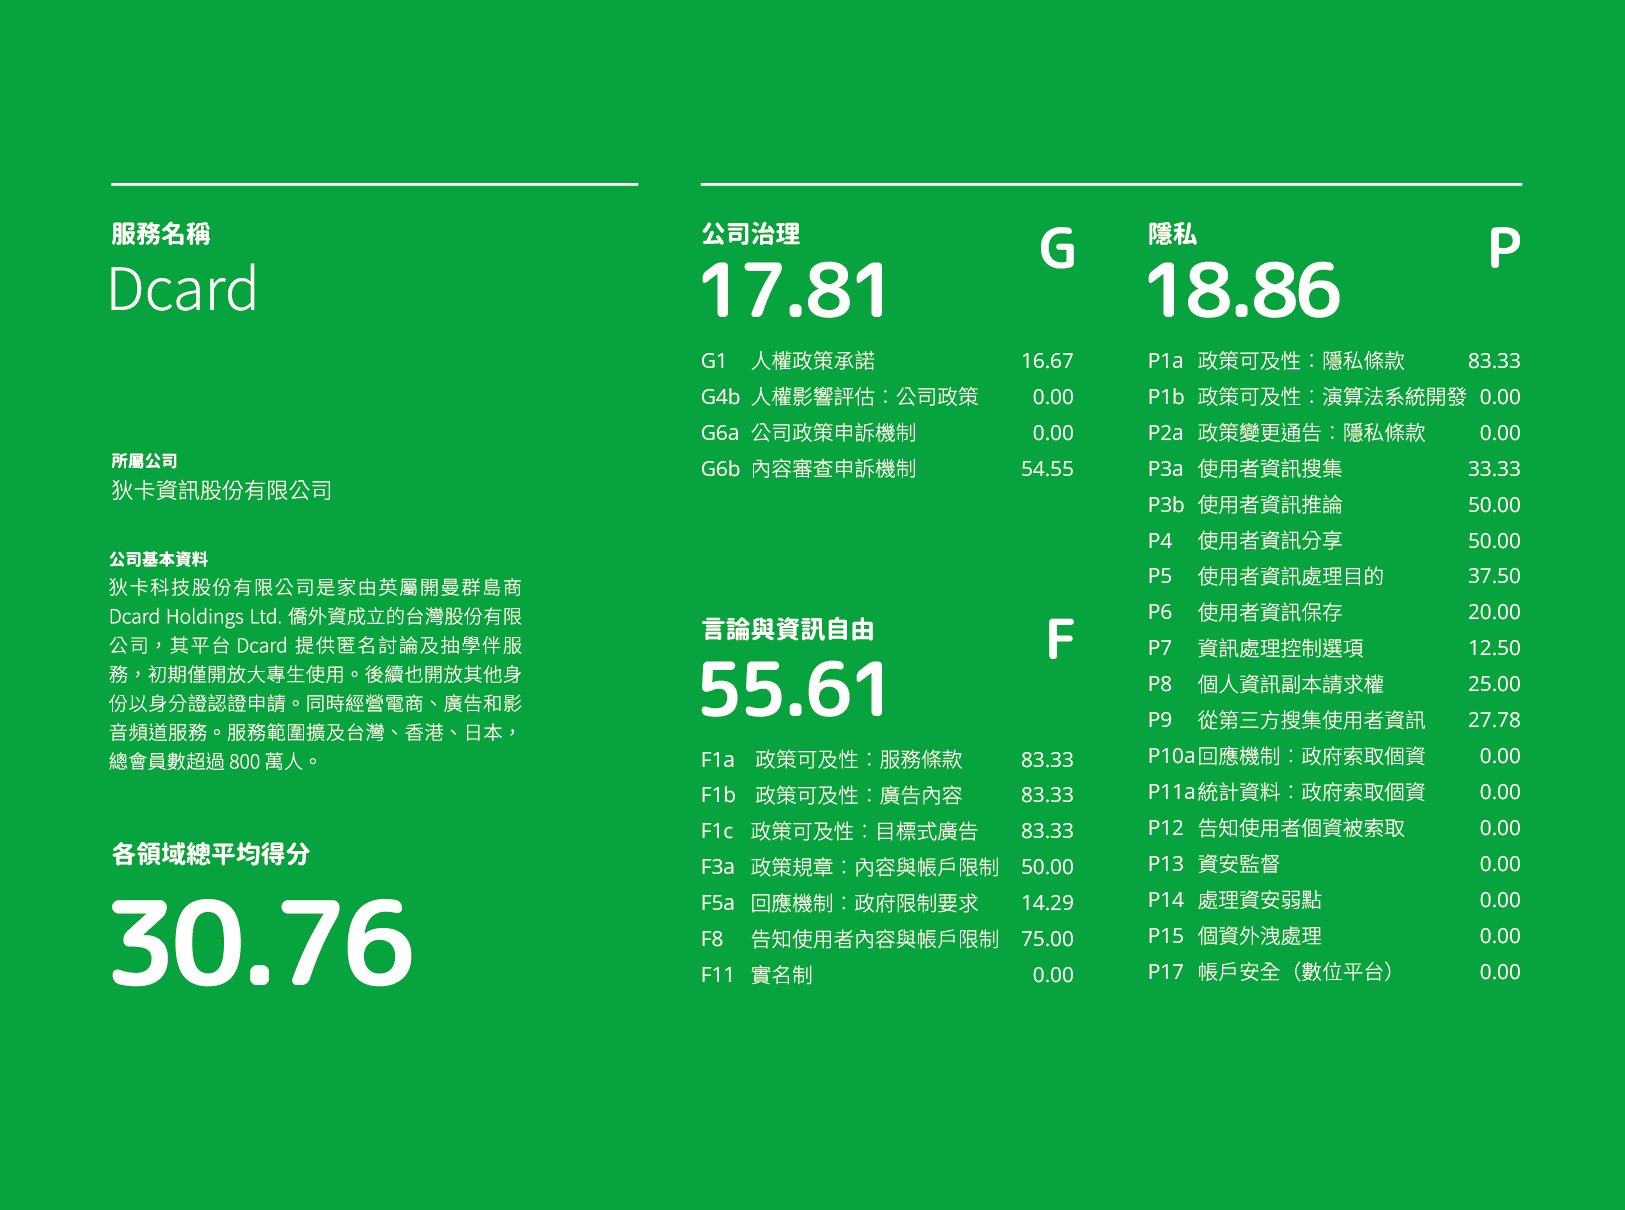 服務名稱
Dcard
所屬公司
狄卡資訊股份有限公司
公司基本資料
狄卡科技股份有限公司是家由英屬開曼群島商
Dcard Holdings Ltd. 僑外資成立的台灣股份有限
公司，其平台 Dcard 提供匿名討論及抽學伴服
務，初期僅開放大專生使用。後續也開放其他身
份以身分證認證申請。同時經營電商、廣告和影
音頻道服務。服務範圍擴及台灣、香港、日本，
總會員數超過 800 萬人。
各領域總平均得分
30.76
公司治理 G
17.81
G1 人權政策承諾 16.67
G4b 人權影響評估：公司政策 0.00
G6a 公司政策申訴機制 0.00
G6b 內容審查申訴機制 54.55
言論與資訊自由 F
55.61
F1a 政策可及性：服務條款 83.33
F1b 政策可及性：廣告內容 83.33
F1c 政策可及性：目標式廣告 83.33
F3a 政策規章：內容與帳戶限制 50.00
F5a 回應機制：政府限制要求 14.29
F8 告知使用者內容與帳戶限制 75.00
F11 實名制 0.00
隱私 P
18.86
P1a 政策可及性：隱私條款 83.33
P1b 政策可及性：演算法系統開發 0.00
P2a 政策變更通告：隱私條款 0.00
P3a 使用者資訊搜集 33.33
P3b 使用者資訊推論 50.00
P4 使用者資訊分享 50.00
P5 使用者資訊處理目的 37.50
P6 使用者資訊保存 20.00
P7 資訊處理控制選項 12.50
P8 個人資訊副本請求權 25.00
P9 從第三方搜集使用者資訊 27.78
P10a回應機制：政府索取個資 0.00
P11a統計資料：政府索取個資 0.00
P12 告知使用者個資被索取 0.00
P13 資安監督 0.00
P14 處理資安弱點 0.00
P15 個資外洩處理 0.00
P17 帳戶安全（數位平台） 0.00